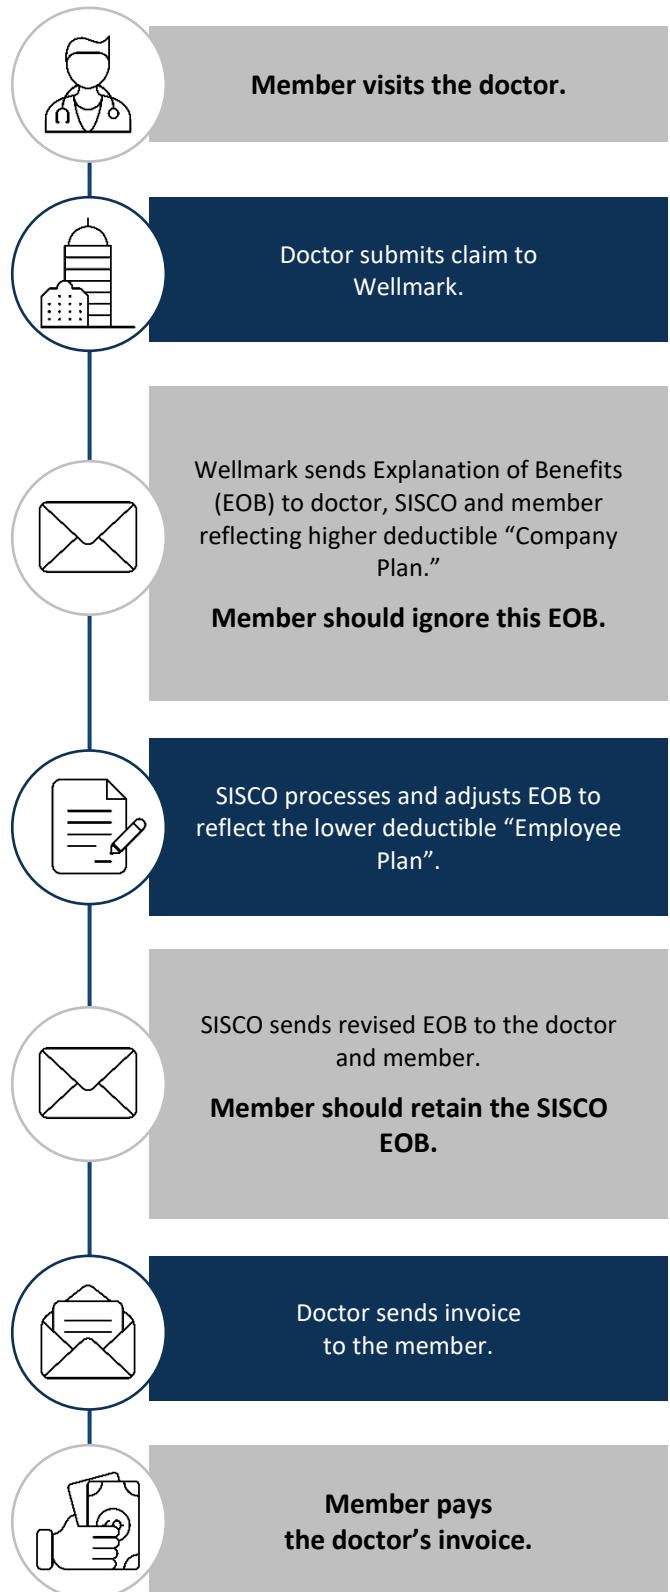 Member visits the doctor.
Doctor submits claim to
Wellmark.
Wellmark sends Explanation of Benefits
(EOB) to doctor, SISCO and member
reflecting higher deductible “Company
Plan.”
Member should ignore this EOB.
SISCO processes and adjusts EOB to
reflect the lower deductible “Employee
Plan”.
SISCO sends revised EOB to the doctor
and member.
Member should retain the SISCO
EOB.
Doctor sends invoice
to the member.
Member pays
the doctor’s invoice.